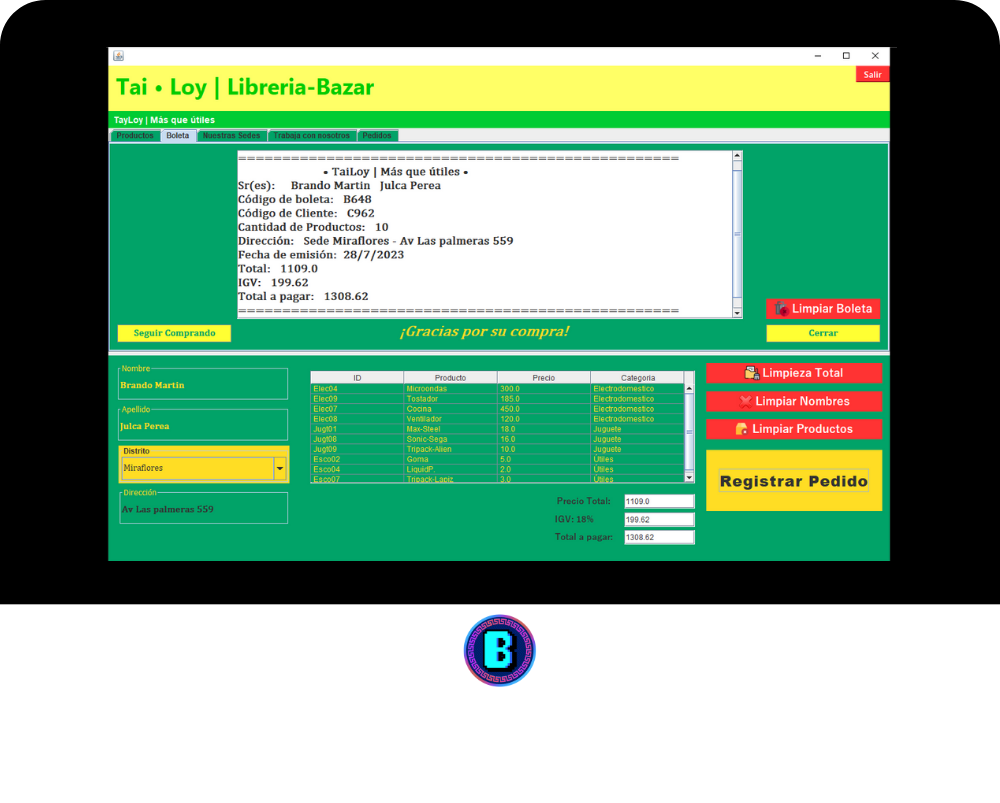 Salir
Tai • Loy | Libreria-Bazar
TayLoy | Más que útiles
Productos Boleta Nuestras Sedes Trabaja con nosotros Pedidos
==================================================
• TaiLoy | Más que útiles •
Sr(es): Brando Martin Julca Perea
Código de boleta: B648
Código de Cliente: C962
Cantidad de Productos: 10
Dirección: Sede Miraflores - Av Las palmeras 559
Fecha de emisión: 28/7/2023
Total: 1109.0
IGV: 199.62
Total a pagar: 1308.62
==================================================
Limpiar Boleta
Seguir Comprando
¡Gracias por su compra!
Cerrar
Nombre
Brando Martin
Apellido
Julca Perea
Distrito
Miraflores
Dirección
Av Las palmeras 559
ID Producto Precio Categoria
Elec04 Microondas 300.0 Electrodomestico
Elec09 Tostador 185.0 Electrodomestico
Elec07 Cocina 450.0 Electrodomestico
Elec08 Ventilador 120.0 Electrodomestico
Jugt01 Max-Steel 18.0 Juguete
Jugt08 Sonic-Sega 16.0 Juguete
Jugt09 Tripack-Alien 10.0 Juguete
Esco02 Goma 5.0 Útiles
Esco04 LiquidP. 2.0 Útiles
Esco07 Tripack-Lapiz 3.0 Útiles
Precio Total: 1109.0
IGV: 18% 199.62
Total a pagar: 1308.62
Limpieza Total
Limpiar Nombres
Limpiar Productos
Registrar Pedido
B